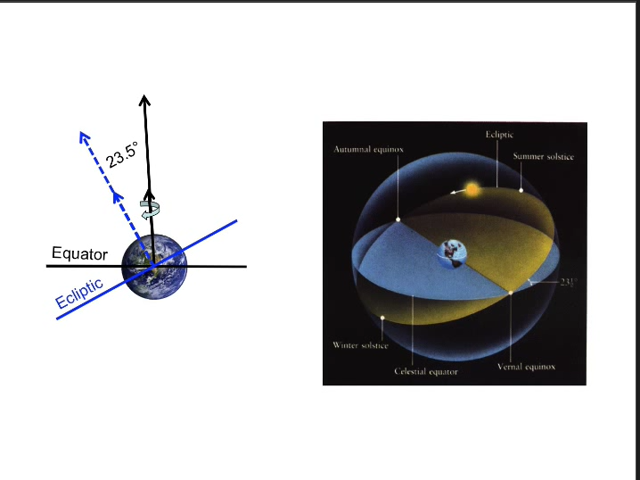 23.5°
Equator
Ecliptic
Ecliptic
Autumnal equinox
Summer solstice
23½°
Winter solstice
Celestial equator
Vernal equinox